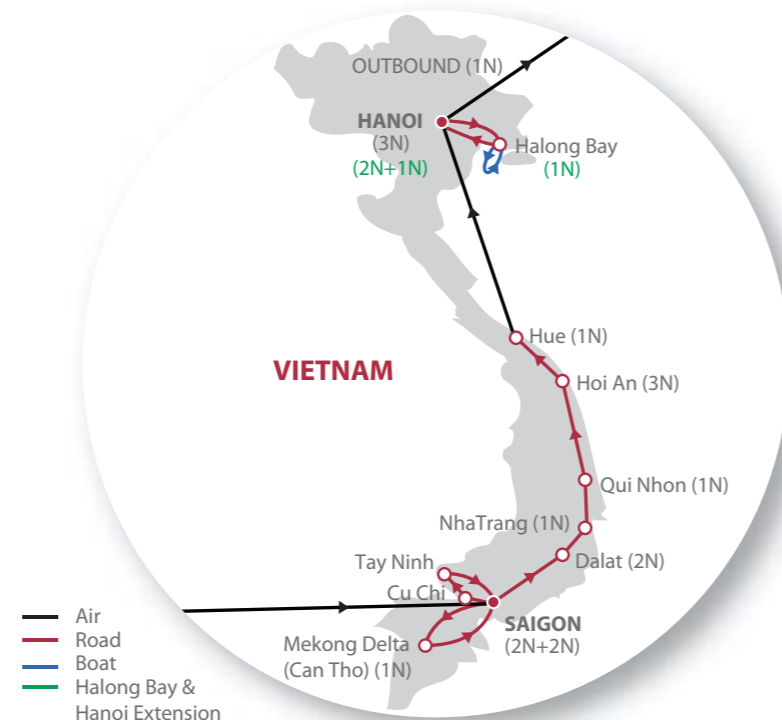 OUTBOUND (1N)
HANOI
(3N)
(2N+1N)
Halong Bay
(1N)
Hue (1N)
VIETNAM
Hoi An (3N)
Qui Nhon (1N)
NhaTrang (1N)
Dalat (2N)
Tay Ninh
Cu Chi
SAIGON
(2N+2N)
Mekong Delta
(Can Tho) (1N)
Air
Road
Boat
Halong Bay &
Hanoi Extension